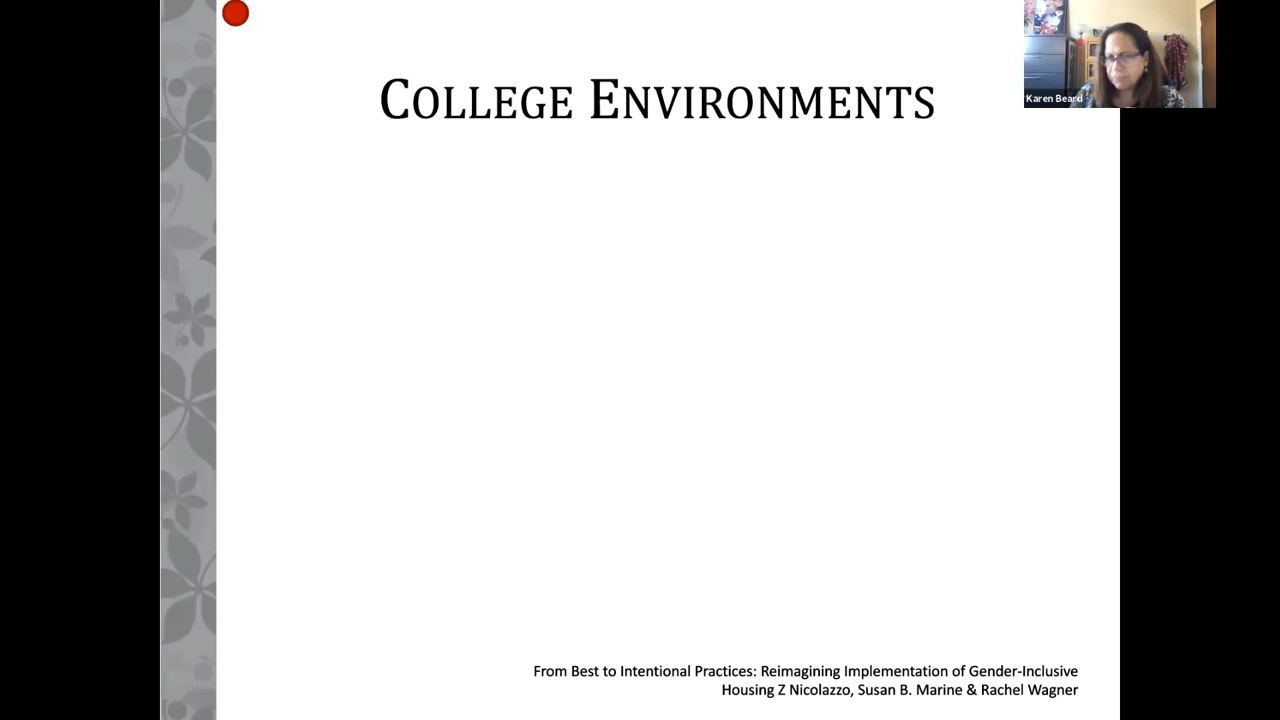 COLLEGE ENVIRONMENTS
Karen Beard
From Best to Intentional Practices: Reimagining Implementation of Gender-Inclusive
Housing Z Nicolazzo, Susan B. Marine & Rachel Wagner